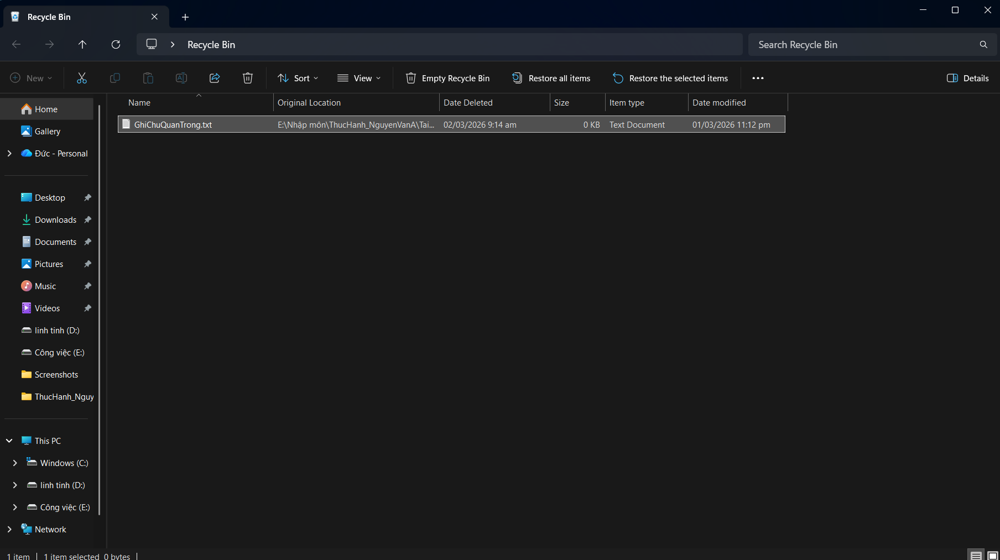 Recycle Bin
Recycle Bin
Search Recycle Bin
New
Sort
View
Empty Recycle Bin
Restore all items
Restore the selected items
Details
Name Original Location Date Deleted Size Item type Date modified
GhiChuQuanTrong.txt E:\Nhập môn\ThucHanh_NguyenVanA\Tai... 02/03/2026 9:14 am 0 KB Text Document 01/03/2026 11:12 pm
Home
Gallery
Đức - Personal
Desktop
Downloads
Documents
Pictures
Music
Videos
linh tinh (D:)
Công việc (E:)
Screenshots
ThucHanh_Nguy
This PC
Windows (C:)
linh tinh (D:)
Công việc (E:)
Network
1 item 1 item selected 0 bytes